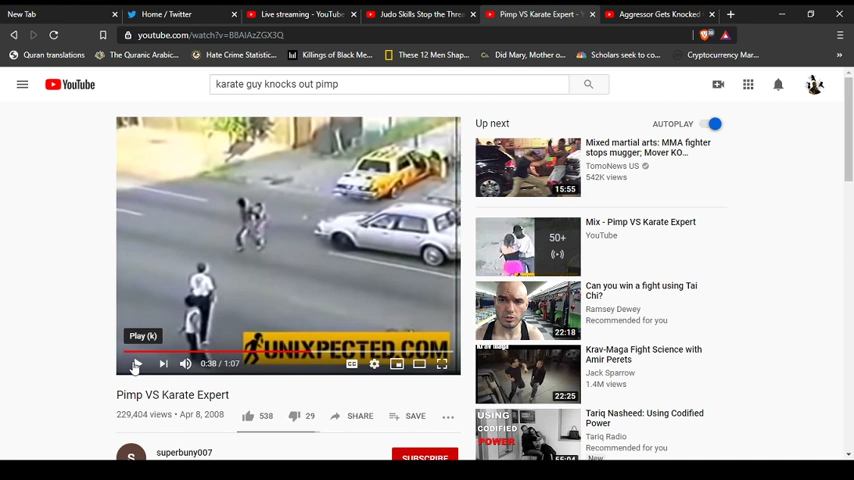 New Tab
Home / Twitter
Live streaming - YouTube
Judo Skills Stop the Threa
Pimp VS Karate Expert - Y
Aggressor Gets Knocked
youtube.com/watch?v=B8AIAzZGX3Q
Quran translations
The Quranic Arabic...
Hate Crime Statistic...
Killings of Black Me...
These 12 Men Shap...
Did Mary, Mother o...
Scholars seek to co...
Cryptocurrency Mar...
YouTube
karate guy knocks out pimp
Up next
AUTOPLAY
Mixed martial arts: MMA fighter
stops mugger; Mover KO...
TomoNews US
542K views
15:55
Mix - Pimp VS Karate Expert
YouTube
50+
Can you win a fight using Tai
Chi?
Ramsey Dewey
Recommended for you
22:18
Krav-Maga Fight Science with
Amir Perets
Jack Sparrow
1.4M views
22:25
Tariq Nasheed: Using Codified
Power
Tariq Radio
Recommended for you
New
USING
CODIFIED
POWER
55:04
Play (k)
UNIXPECTED.COM
0:38 / 1:07
CC
Pimp VS Karate Expert
229,404 views • Apr 8, 2008
538
29
SHARE
SAVE
S
superbuny007
SUBSCRIBE